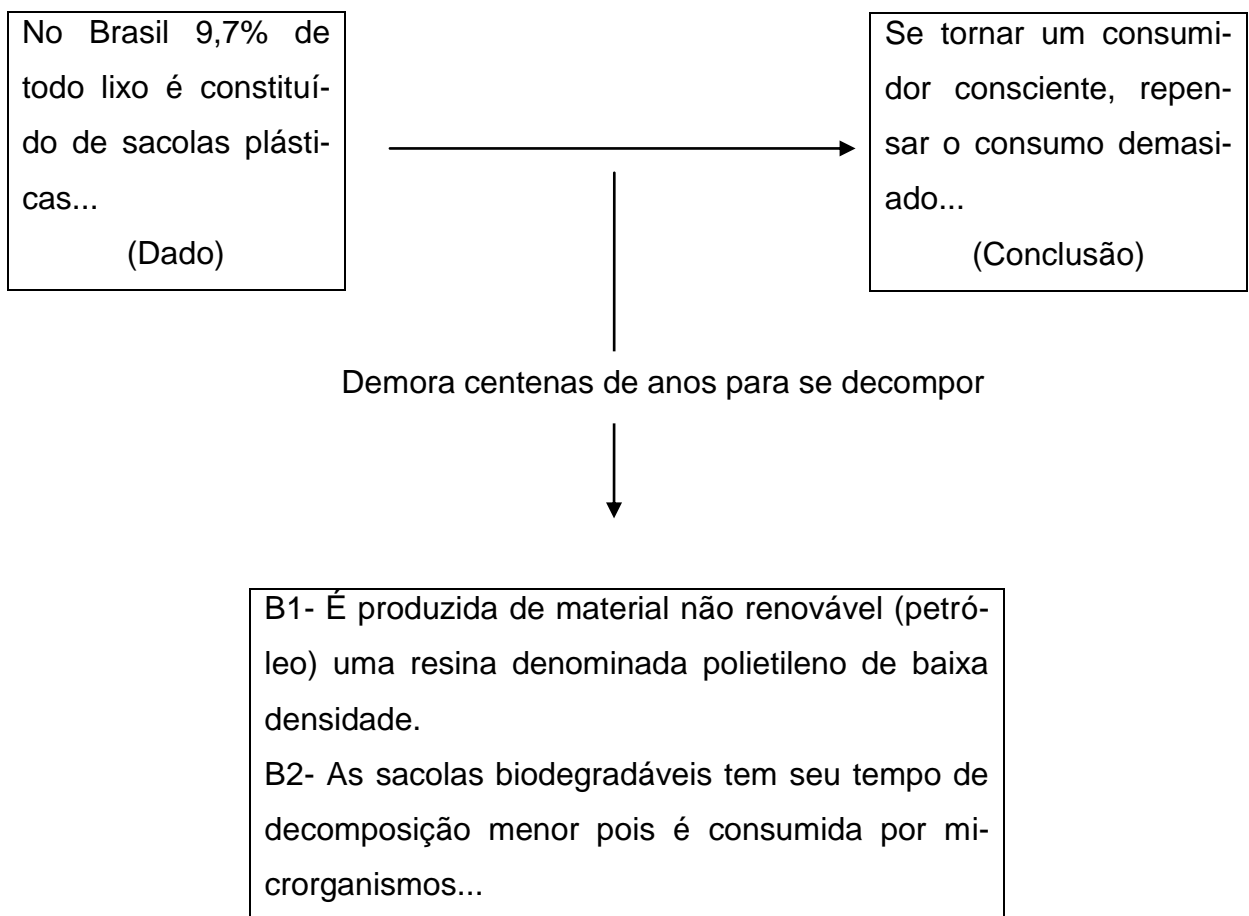 No Brasil 9,7% de
todo lixo é constituí-
do de sacolas plásti-
cas...
(Dado)
Se tornar um consumi-
dor consciente, repen-
sar o consumo demasi-
ado...
(Conclusão)
Demora centenas de anos para se decompor
B1- É produzida de material não renovável (petró-
leo) uma resina denominada polietileno de baixa
densidade.
B2- As sacolas biodegradáveis tem seu tempo de
decomposição menor pois é consumida por mi-
crorganismos...